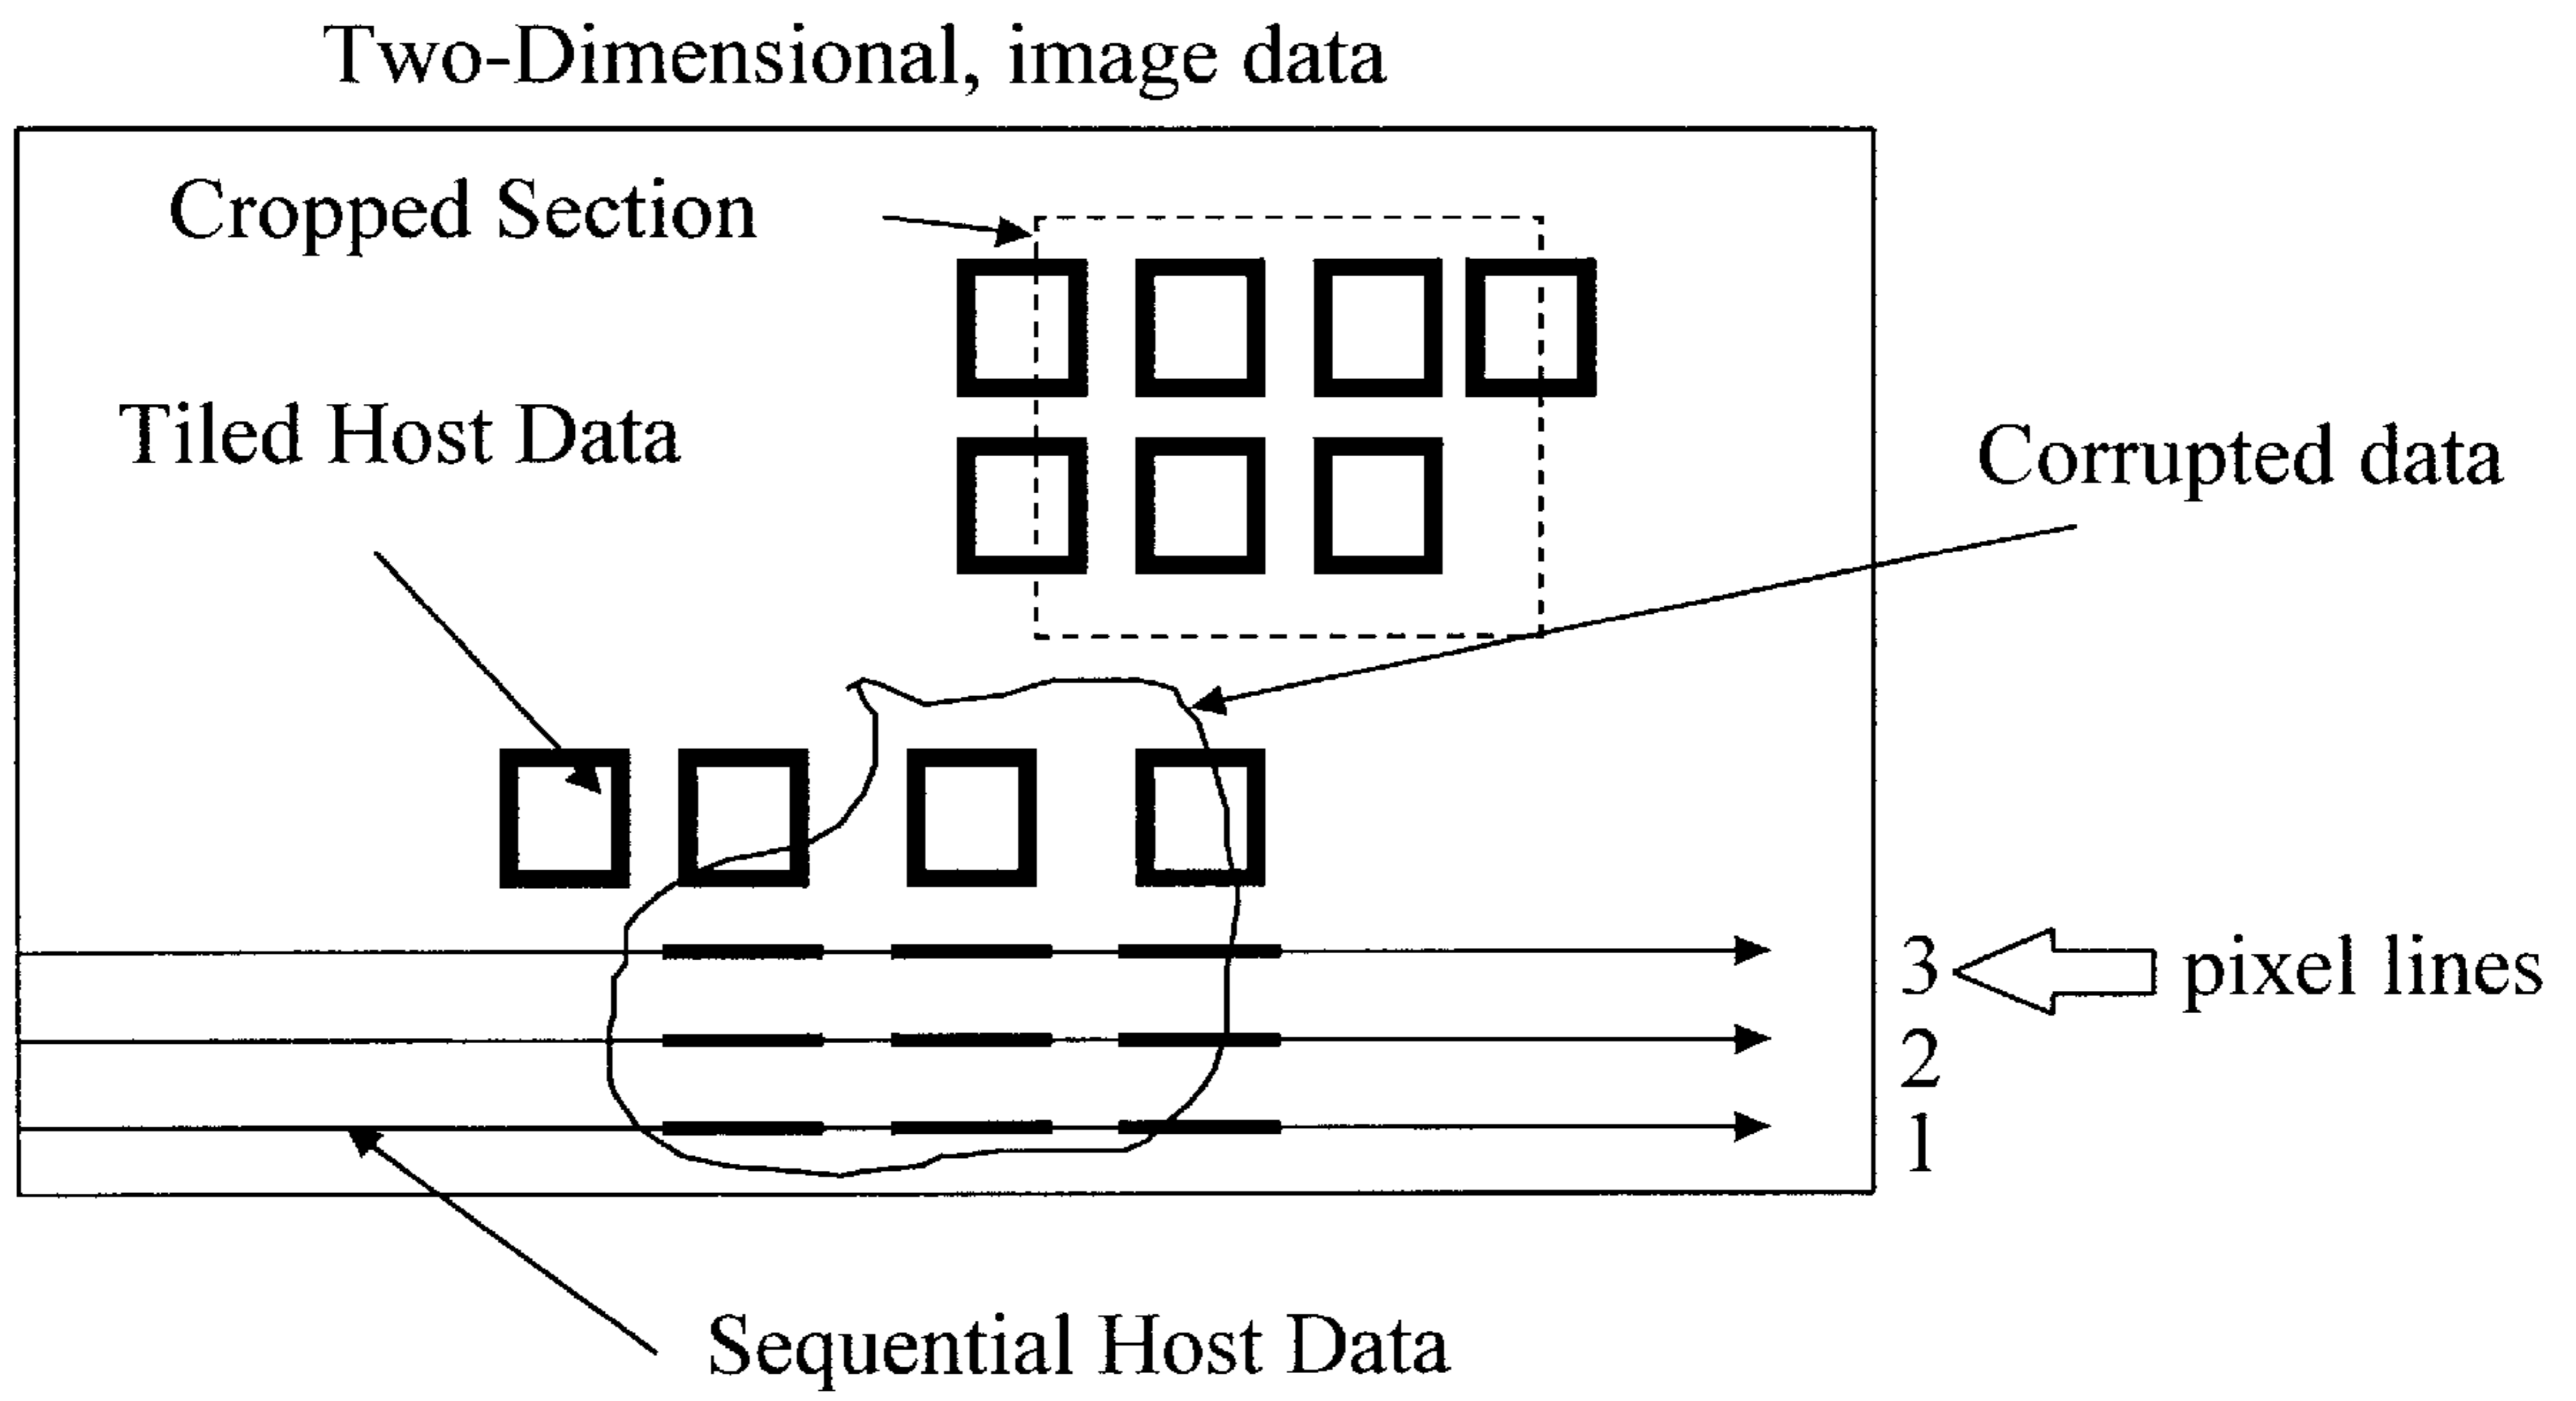 Two-Dimensional, image data
Cropped Section
Tiled Host Data
Corrupted data
3 pixel lines
2
1
Sequential Host Data